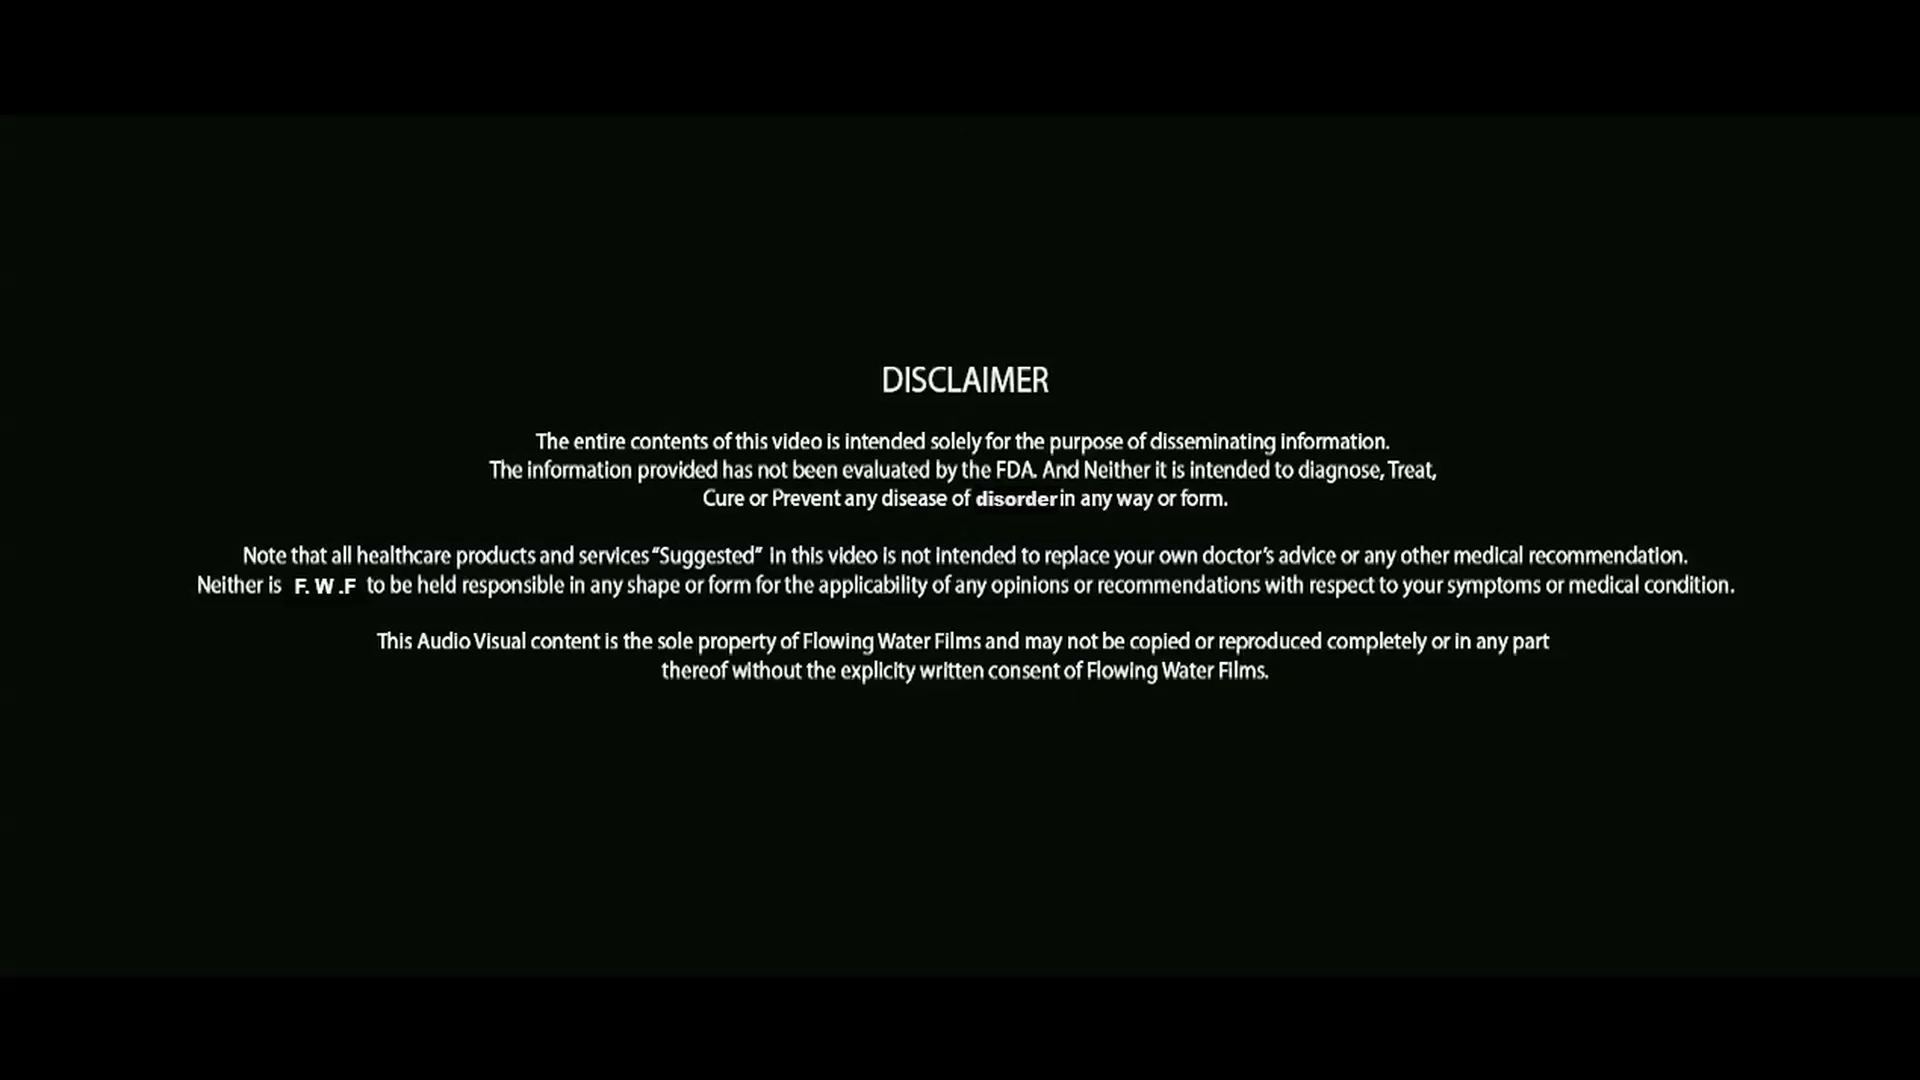 DISCLAIMER
The entire contents of this video is intended solely for the purpose of disseminating information.
The information provided has not been evaluated by the FDA. And Neither it is intended to diagnose, Treat,
Cure or Prevent any disease of disorder in any way or form.
Note that all healthcare products and services “Suggested” In this video is not intended to replace your own doctor’s advice or any other medical recommendation.
Neither is F. W .F to be held responsible in any shape or form for the applicability of any opinions or recommendations with respect to your symptoms or medical condition.
This Audio Visual content is the sole property of Flowing Water Films and may not be copied or reproduced completely or in any part
thereof without the explicity written consent of Flowing Water Films.